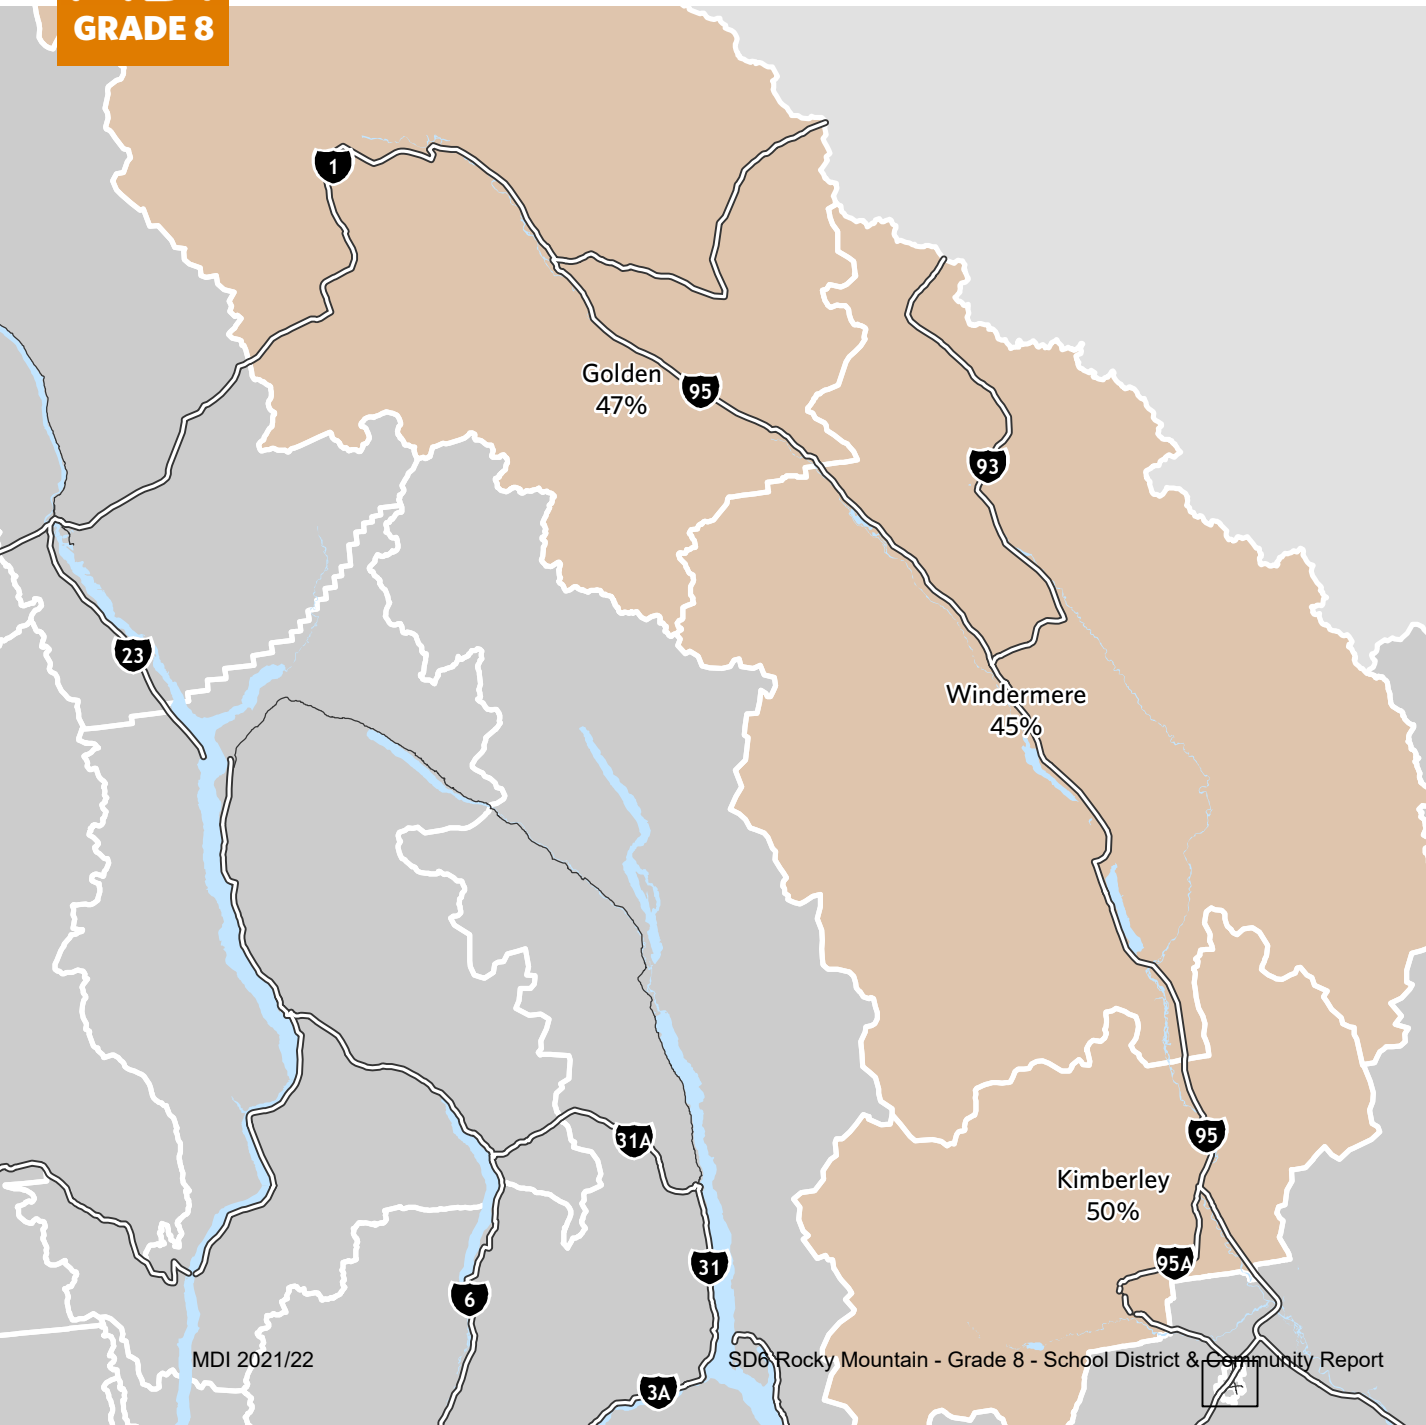 GRADE 8
1
Golden
47%
95
93
23
Windermere
45%
31A
95
Kimberley
50%
95A
31
6
MDI 2021/22
SD6 Rocky Mountain - Grade 8 - School District & Community Report
3A